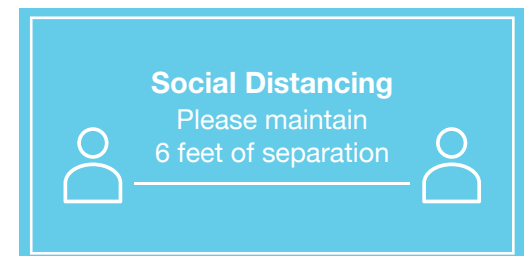 Social Distancing
Please maintain
6 feet of separation